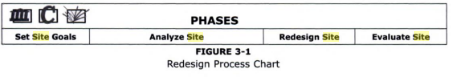 PHASES
Set Site Goals Analyze Site Redesign Site Evaluate Site
FIGURE 3-1
Redesign Process Chart